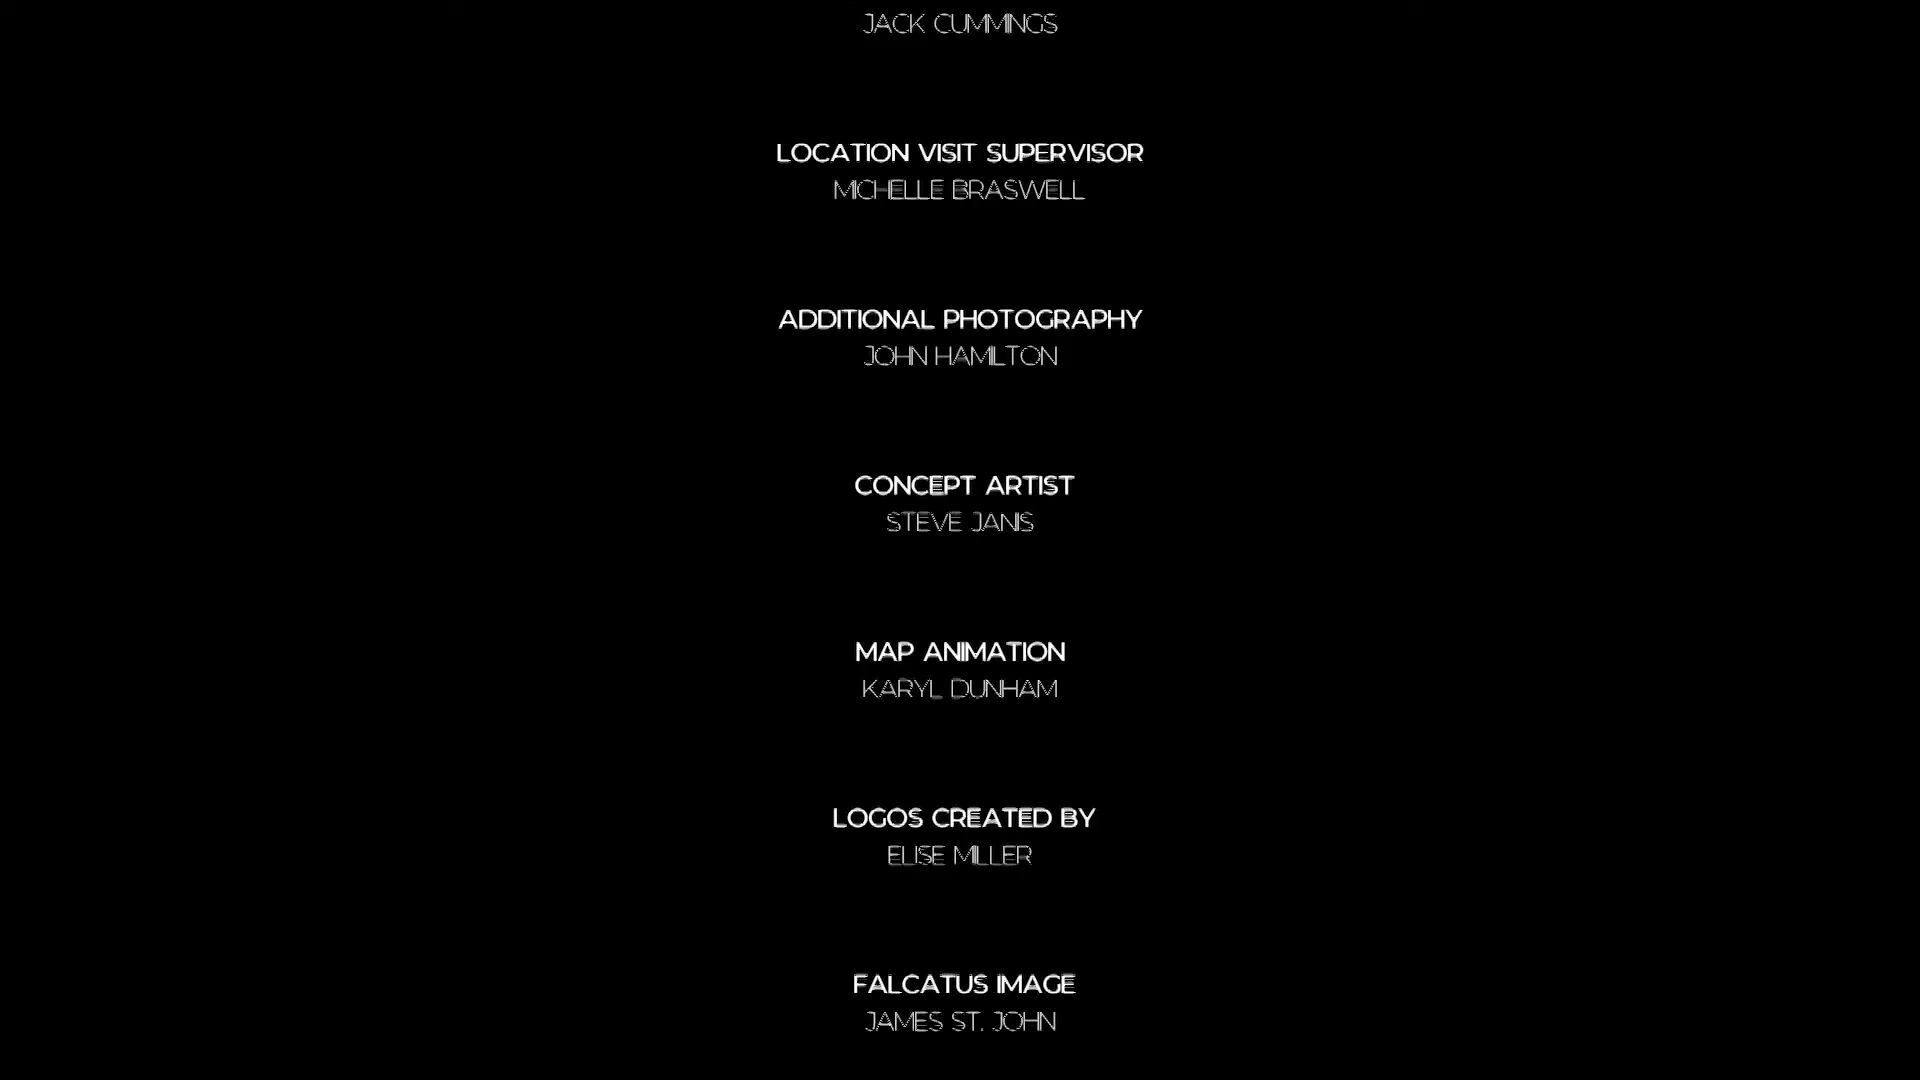 JACK CUMMINGS
LOCATION VISIT SUPERVISOR
MICHELLE BRASWELL
ADDITIONAL PHOTOGRAPHY
JOHN HAMILTON
CONCEPT ARTIST
STEVE JANIS
MAP ANIMATION
KARYL DUNHAM
LOGOS CREATED BY
ELISE MILLER
FALCATUS IMAGE
JAMES ST. JOHN